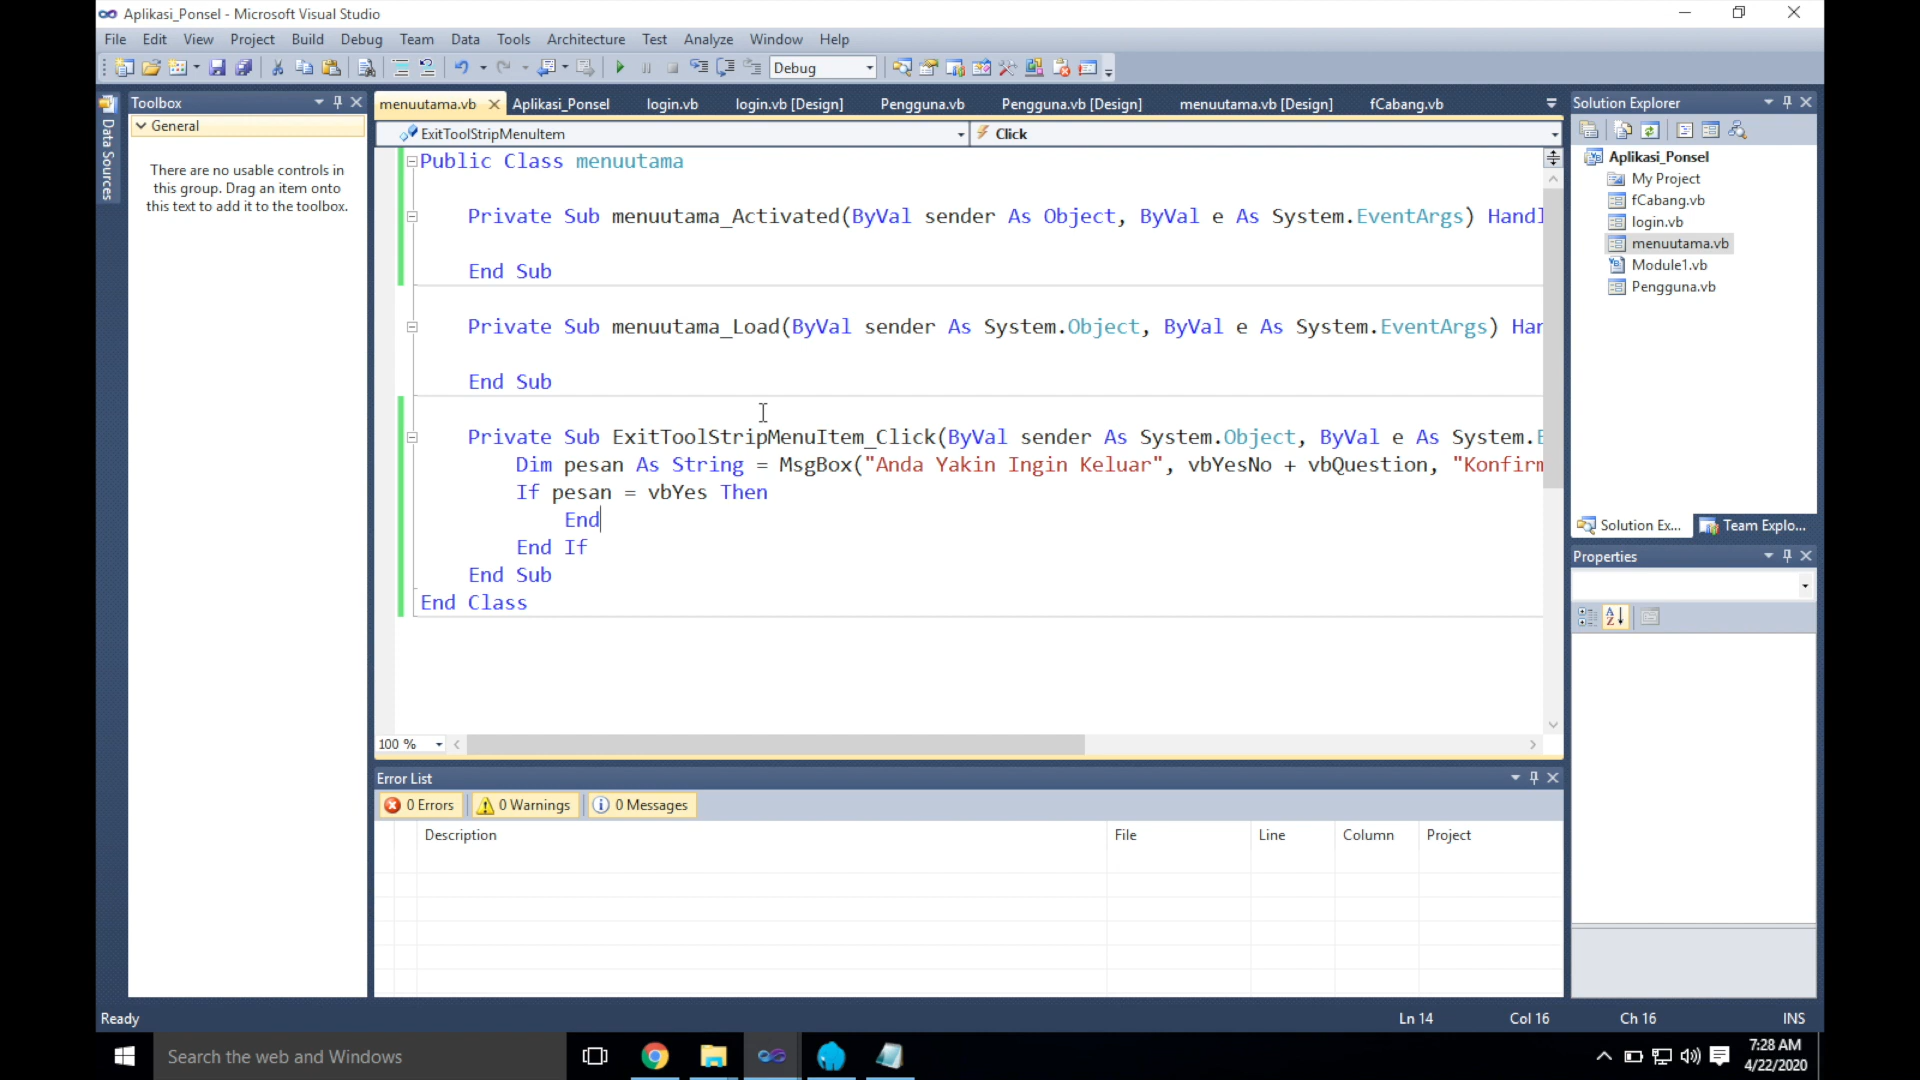 Aplikasi_Ponsel - Microsoft Visual Studio
File Edit View Project Build Debug Team Data Tools Architecture Test Analyze Window Help
Debug
Data Sources
Toolbox
General
There are no usable controls in
this group. Drag an item onto
this text to add it to the toolbox.
menuutama.vb Aplikasi_Ponsel login.vb login.vb [Design] Pengguna.vb Pengguna.vb [Design] menuutama.vb [Design] fCabang.vb
ExitToolStripMenuItem Click
Public Class menuutama
Private Sub menuutama_Activated(ByVal sender As Object, ByVal e As System.EventArgs) Handl
End Sub
Private Sub menuutama_Load(ByVal sender As System.Object, ByVal e As System.EventArgs) Han
End Sub
Private Sub ExitToolStripMenuItem_Click(ByVal sender As System.Object, ByVal e As System.E
Dim pesan As String = MsgBox("Anda Yakin Ingin Keluar", vbYesNo + vbQuestion, "Konfirm
If pesan = vbYes Then
End
End If
End Sub
End Class
100 %
Error List
0 Errors 0 Warnings 0 Messages
Description File Line Column Project
Solution Explorer
Aplikasi_Ponsel
My Project
fCabang.vb
login.vb
menuutama.vb
Module1.vb
Pengguna.vb
Solution Ex... Team Explo...
Properties
Ready Ln 14 Col 16 Ch 16 INS
Search the web and Windows
7:28 AM
4/22/2020